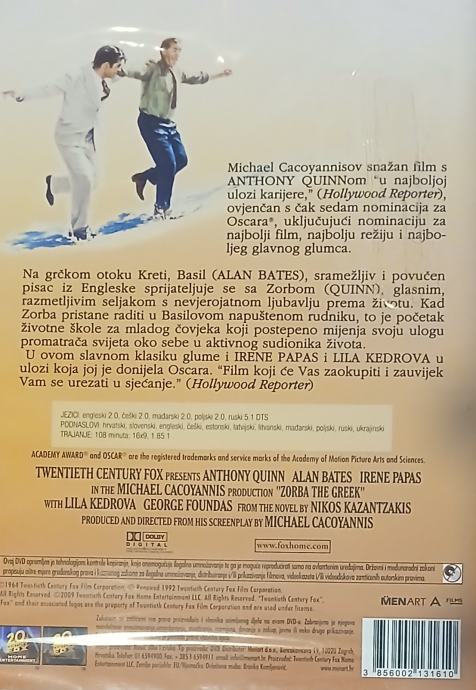 Michael Cacoyannisov snažan film s
ANTHONY QUINNom "u najboljoj
ulozi karijere," (Hollywood Reporter),
ovjenčan s čak sedam nominacija za
Oscara®, uključujući nominaciju za
najbolji film, najbolju režiju i najbo-
ljeg glavnog glumca.
Na grčkom otoku Kreti, Basil (ALAN BATES), sramežljiv i povučen
pisac iz Engleske sprijateljuje se sa Zorbom (QUINN), glasnim,
razmetljivim seljakom s nevjerojatnom ljubavlju prema životu. Kad
Zorba pristane raditi u Basilovom napuštenom rudniku, to je početak
životne škole za mladog čovjeka koji postepeno mijenja svoju ulogu
promatrača svijeta oko sebe u aktivnog sudionika života.
U ovom slavnom klasiku glume i IRENE PAPAS i LILA KEDROVA u
ulozi koja joj je donijela Oscara. "Film koji će Vas zaokupiti i zauvijek
Vam se urezati u sjećanje." (Hollywood Reporter)
JEZICI: engleski 2.0, češki 2.0, mađarski 2.0, poljski 2.0, ruski 5.1 DTS
PODNASLOVI: hrvatski, slovenski, engleski, češki, estonski, latvijski, litvanski, mađarski, poljski, ruski, ukrajinski
TRAJANJE: 108 minuta; 16x9, 1.85:1
ACADEMY AWARD® and OSCAR® are the registered trademarks and service marks of the Academy of Motion Picture Arts and Sciences.
TWENTIETH CENTURY FOX PRESENTS ANTHONY QUINN ALAN BATES IRENE PAPAS
IN THE MICHAEL CACOYANNIS PRODUCTION "ZORBA THE GREEK"
WITH LILA KEDROVA GEORGE FOUNDAS FROM THE NOVEL BY NIKOS KAZANTZAKIS
PRODUCED AND DIRECTED FROM HIS SCREENPLAY BY MICHAEL CACOYANNIS
DOLBY
DIGITAL
www.foxhome.com
©1964 Twentieth Century Fox Film Corporation. Renewed 1992 Twentieth Century Fox Film Corporation.
All Rights Reserved. ©2009 Twentieth Century Fox Home Entertainment LLC. All Rights Reserved. "Twentieth Century Fox",
Fox" and their associated logos are the property of Twentieth Century Fox Film Corporation and are used under license.
MENART FILMS
20th CENTURY FOX
HOME ENTERTAINMENT
www.menart.hr
3 856002 131610